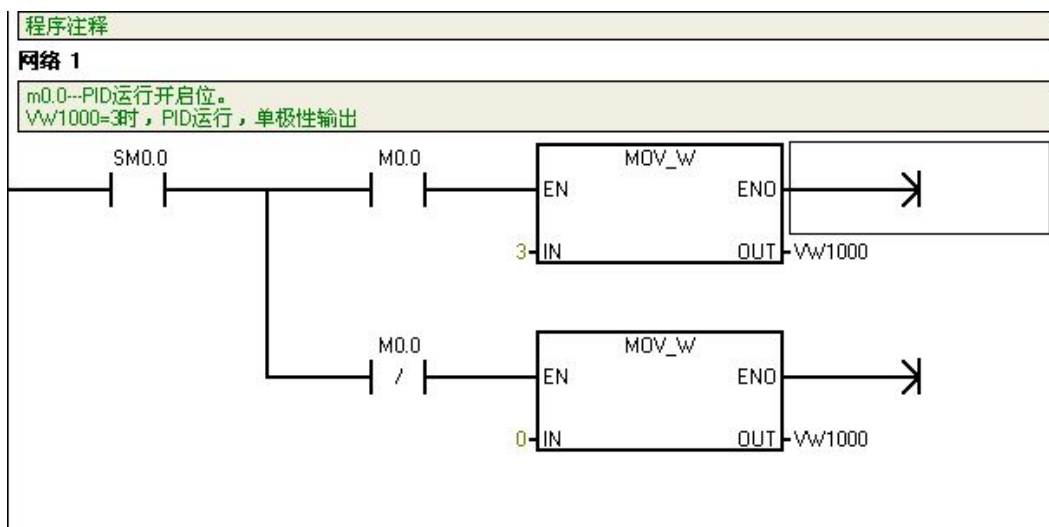 程序注释
网络 1
m0.0---PID运行开启位。
VW1000=3时，PID运行，单极性输出
SM0.0 M0.0 MOV_W
EN ENO
3 IN OUT VW1000
M0.0 MOV_W
/
EN ENO
0 IN OUT VW1000